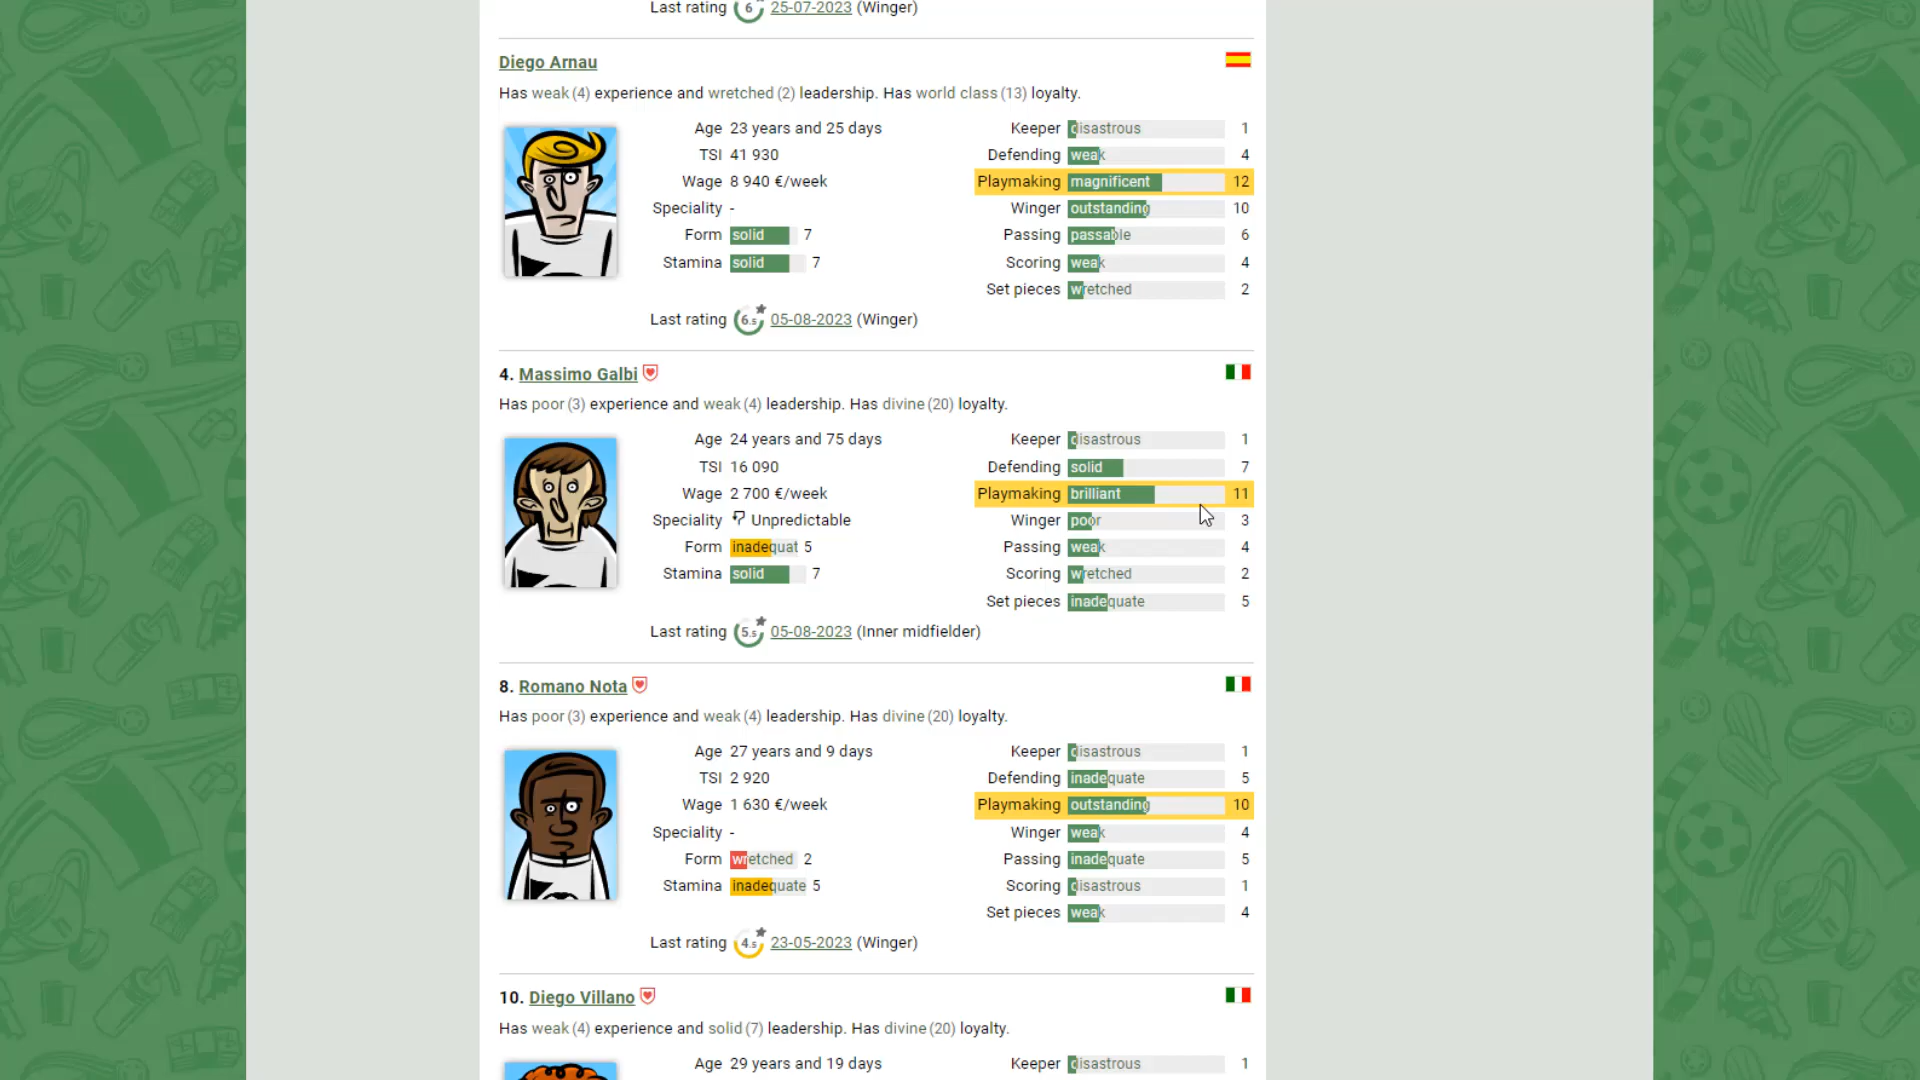 Last rating 6 25-07-2023 (Winger)
Diego Arnau
Has weak (4) experience and wretched (2) leadership. Has world class (13) loyalty.
Age 23 years and 25 days
TSI 41 930
Wage 8 940 €/week
Speciality -
Form solid 7
Stamina solid 7
Keeper disastrous 1
Defending weak 4
Playmaking magnificent 12
Winger outstanding 10
Passing passable 6
Scoring weak 4
Set pieces wretched 2
Last rating 6.5 05-08-2023 (Winger)
4. Massimo Galbi
Has poor (3) experience and weak (4) leadership. Has divine (20) loyalty.
Age 24 years and 75 days
TSI 16 090
Wage 2 700 €/week
Speciality Unpredictable
Form inadequat 5
Stamina solid 7
Keeper disastrous 1
Defending solid 7
Playmaking brilliant 11
Winger poor 3
Passing weak 4
Scoring wretched 2
Set pieces inadequate 5
Last rating 5.5 05-08-2023 (Inner midfielder)
8. Romano Nota
Has poor (3) experience and weak (4) leadership. Has divine (20) loyalty.
Age 27 years and 9 days
TSI 2 920
Wage 1 630 €/week
Speciality -
Form wretched 2
Stamina inadequate 5
Keeper disastrous 1
Defending inadequate 5
Playmaking outstanding 10
Winger weak 4
Passing inadequate 5
Scoring disastrous 1
Set pieces weak 4
Last rating 4.5 23-05-2023 (Winger)
10. Diego Villano
Has weak (4) experience and solid (7) leadership. Has divine (20) loyalty.
Age 29 years and 19 days
Keeper disastrous 1